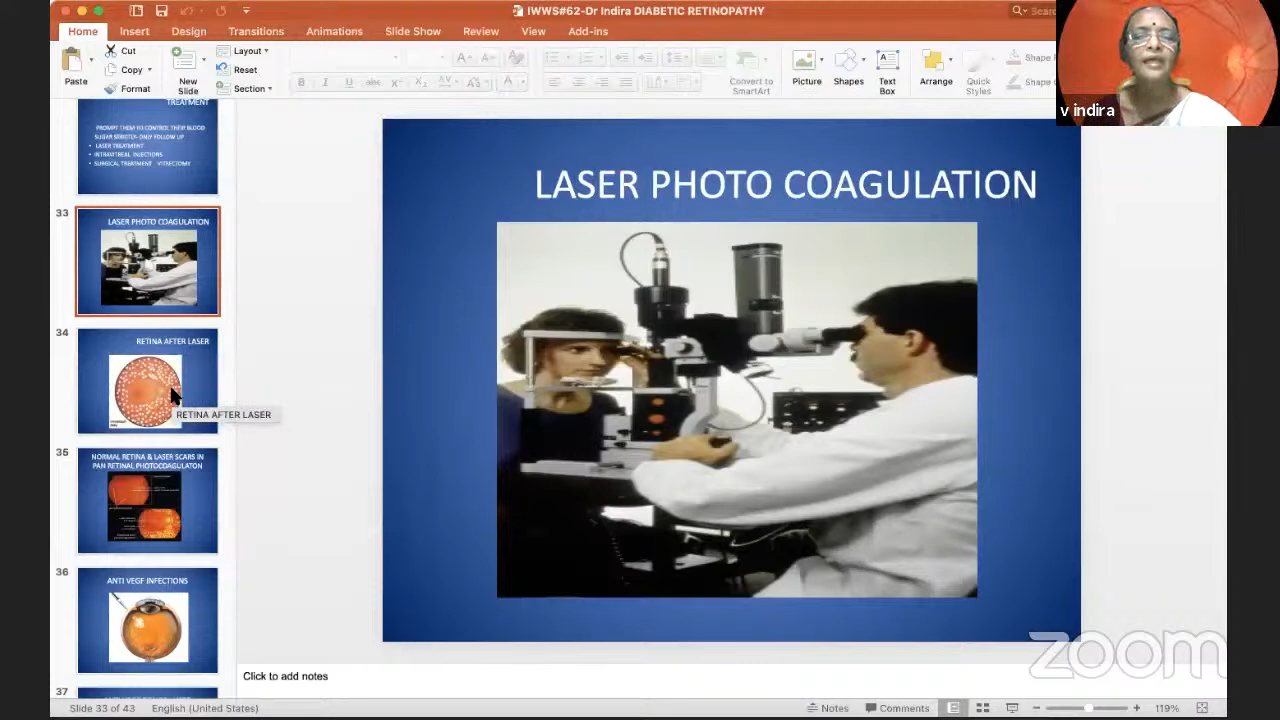 IWWS#62-Dr Indira DIABETIC RETINOPATHY
Home Insert Design Transitions Animations Slide Show Review View Add-ins
Paste
Cut
Copy
Format
New Slide
Layout
Reset
Section
Convert to SmartArt
Picture
Shapes
Text Box
Arrange
Quick Styles
Shape
Shape
v indira
TREATMENT
PROMPT THEM TO CONTROL THEIR BLOOD
SUGAR STRICTLY- ONLY FOLLOW UP
• LASER TREATMENT
• INTRAVITREAL INJECTIONS
• SURGICAL TREATMENT VITRECTOMY
33
LASER PHOTO COAGULATION
34
RETINA AFTER LASER
RETINA AFTER LASER
35
NORMAL RETINA & LASER SCARS IN
PAN RETINAL PHOTOCOAGULATON
36
ANTI VEGF INFECTIONS
37
LASER PHOTO COAGULATION
zoom
Click to add notes
Slide 33 of 43 English (United States) Notes Comments 119%